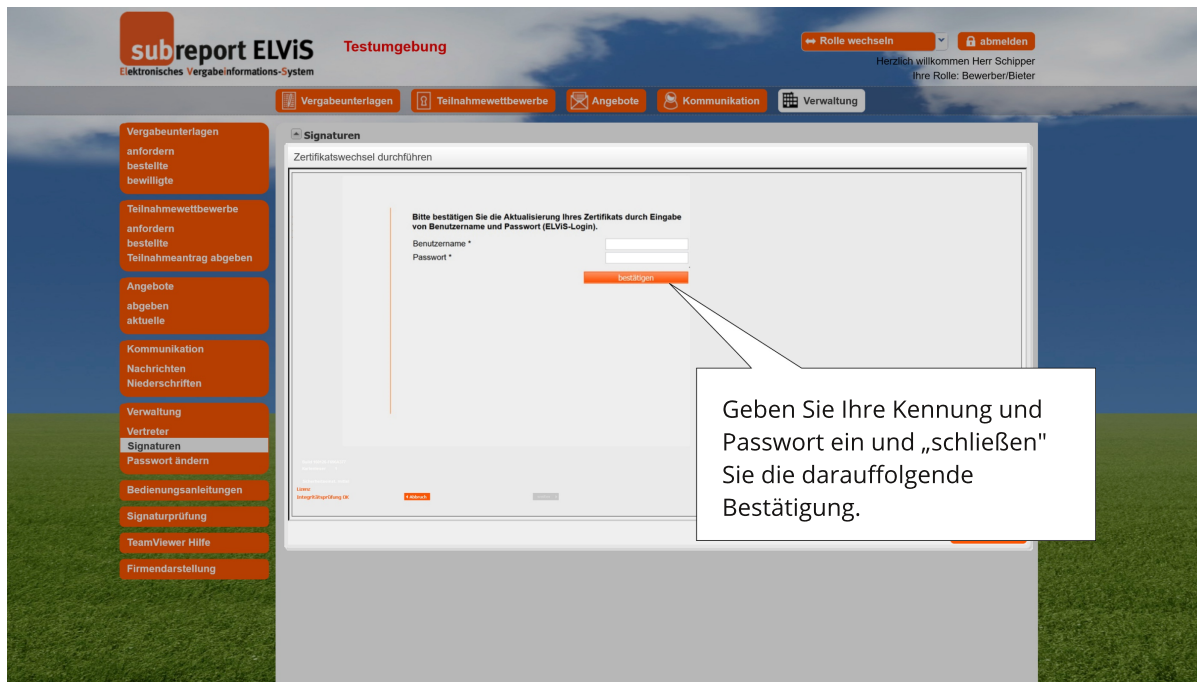 subreport ELViS
Elektronisches Vergabeinformations-System
Testumgebung
Rolle wechseln
abmelden
Herzlich willkommen Herr Schipper
Ihre Rolle: Bewerber/Bieter
Vergabeunterlagen
Teilnahmewettbewerbe
Angebote
Kommunikation
Verwaltung
Vergabeunterlagen
anfordern
bestellte
bewilligte
Teilnahmewettbewerbe
anfordern
bestellte
Teilnahmeantrag abgeben
Angebote
abgeben
aktuelle
Kommunikation
Nachrichten
Niederschriften
Verwaltung
Vertreter
Signaturen
Passwort ändern
Bedienungsanleitungen
Signaturprüfung
TeamViewer Hilfe
Firmendarstellung
Signaturen
Zertifikatswechsel durchführen
Bitte bestätigen Sie die Aktualisierung Ihres Zertifikats durch Eingabe
von Benutzername und Passwort (ELViS-Login).
Benutzername *
Passwort *
bestätigen
Integritätsprüfung OK
Geben Sie Ihre Kennung und
Passwort ein und „schließen"
Sie die darauffolgende
Bestätigung.